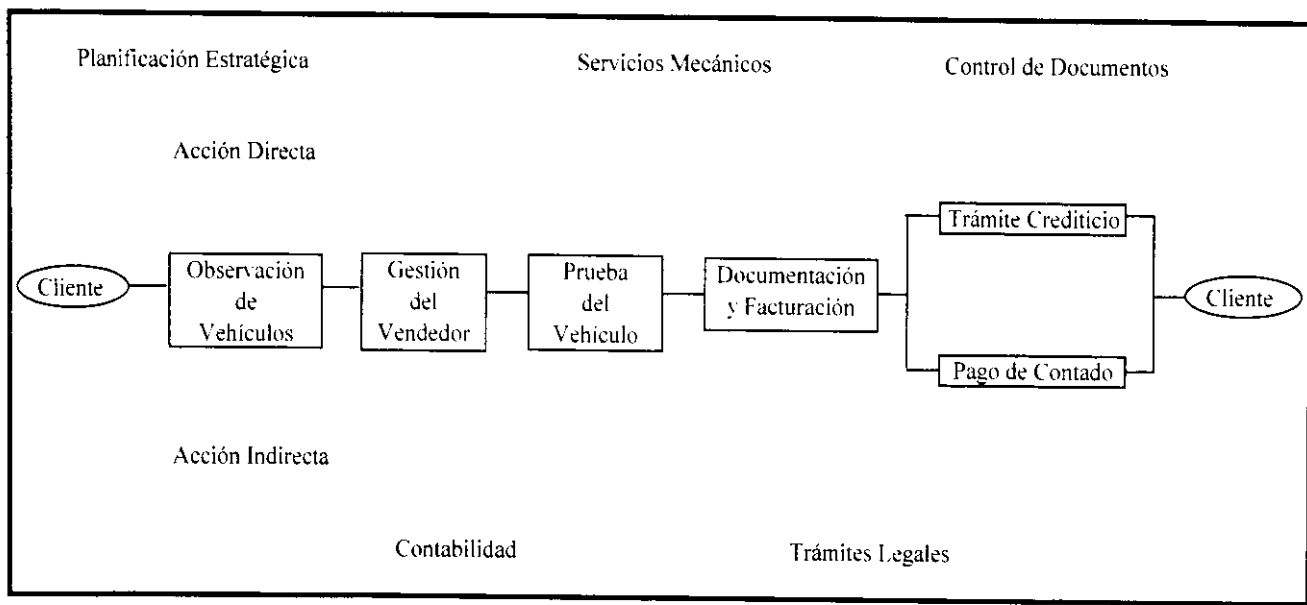 Planificación Estratégica
Servicios Mecánicos
Control de Documentos
Acción Directa
Trámite Crediticio
Cliente
Observación
de
Vehículos
Gestión
del
Vendedor
Prueba
del
Vehículo
Documentación
y Facturación
Cliente
Pago de Contado
Acción Indirecta
Contabilidad
Trámites Legales